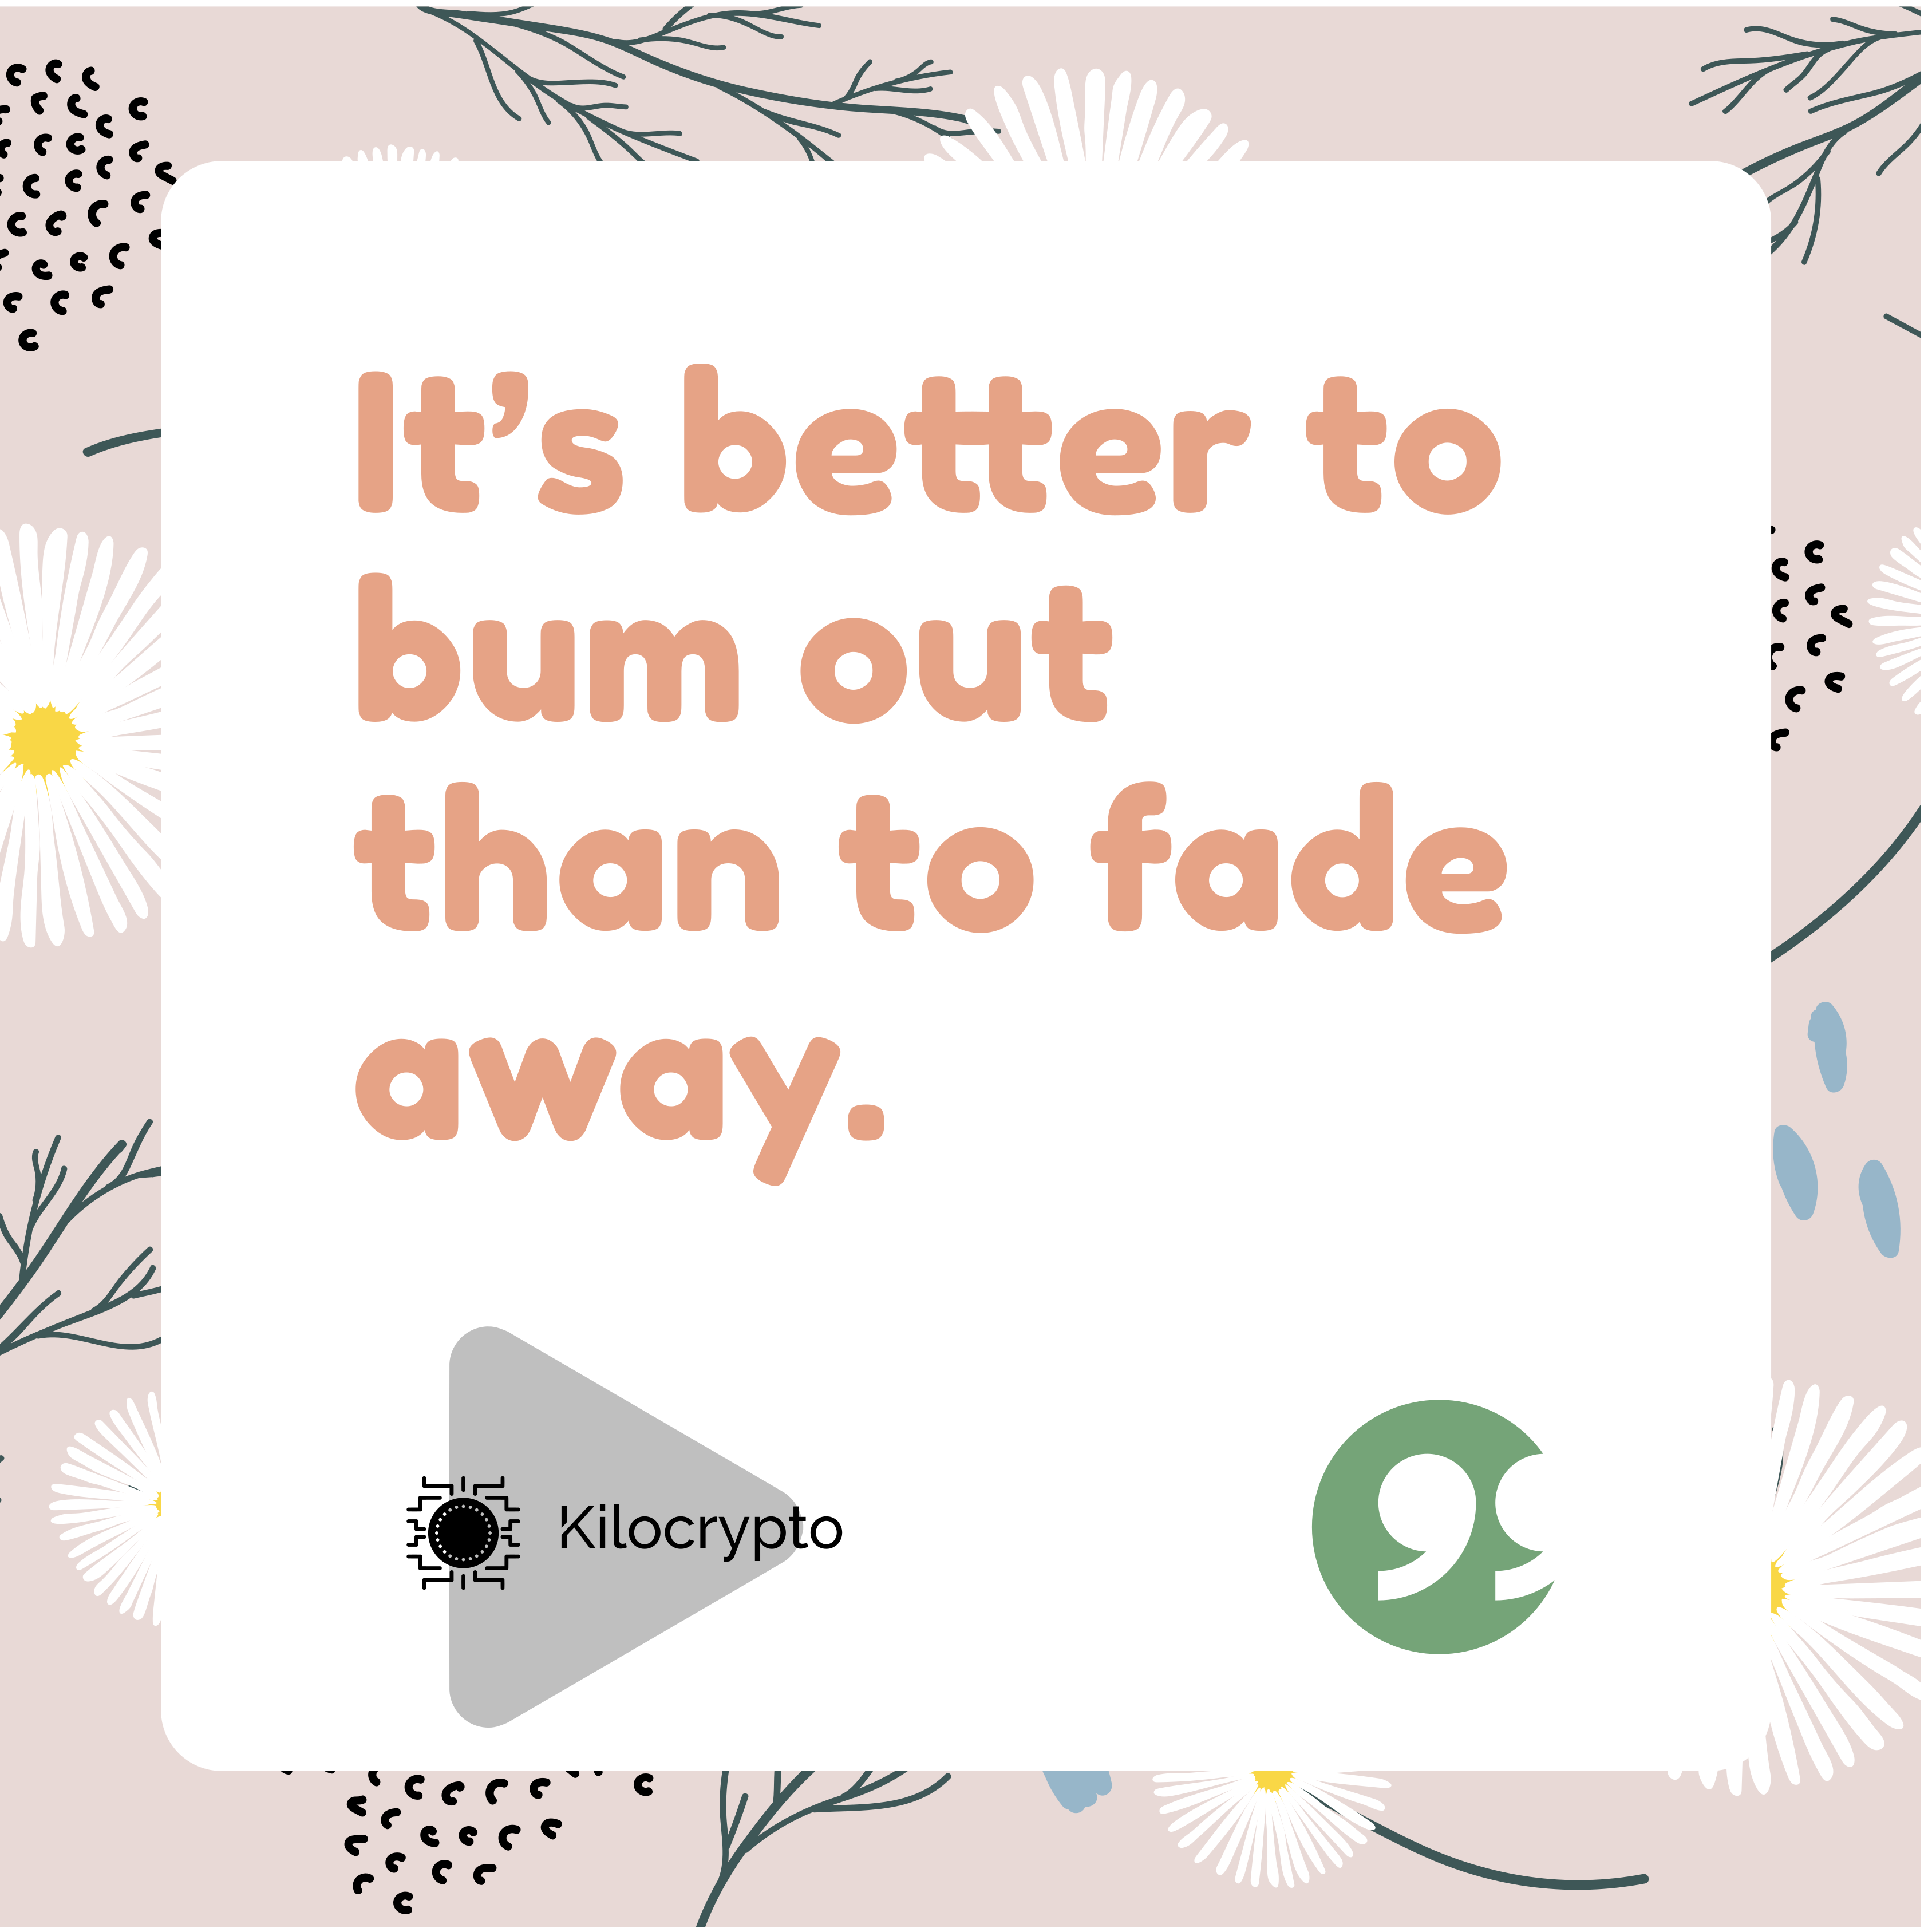 It’s better to
bum out
than to fade
away.
Kilocrypto